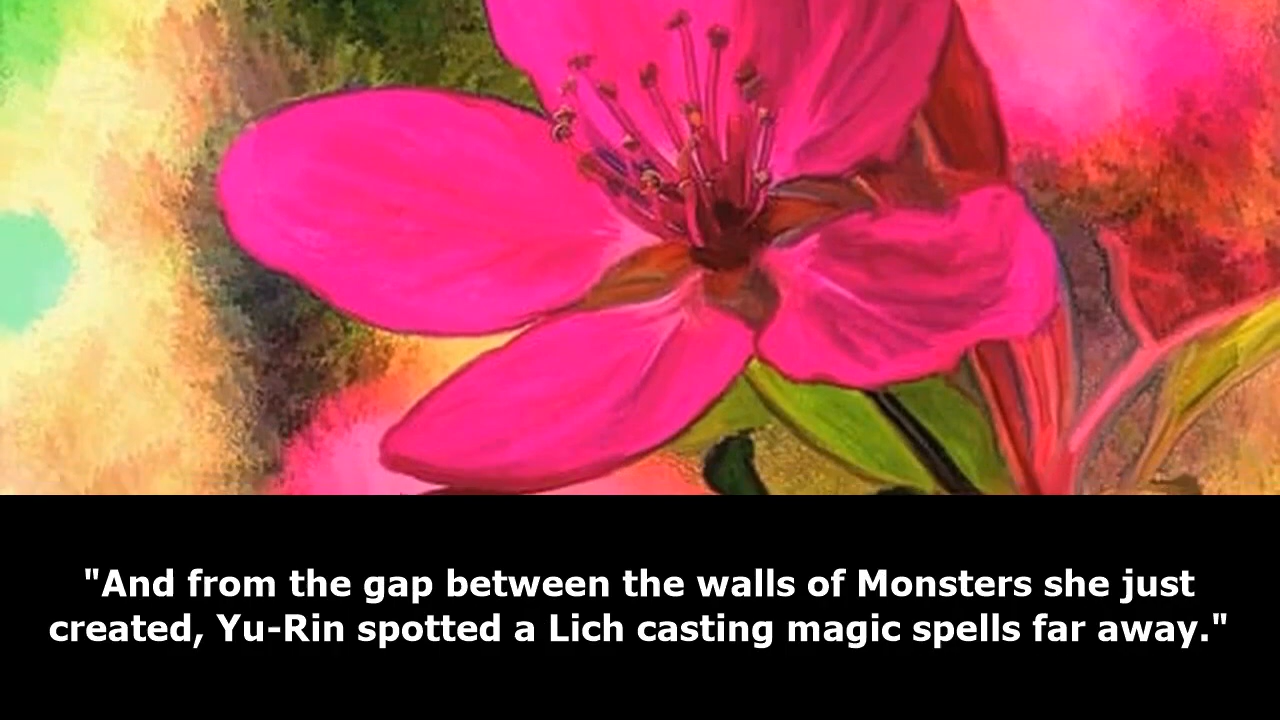 "And from the gap between the walls of Monsters she just
created, Yu-Rin spotted a Lich casting magic spells far away."